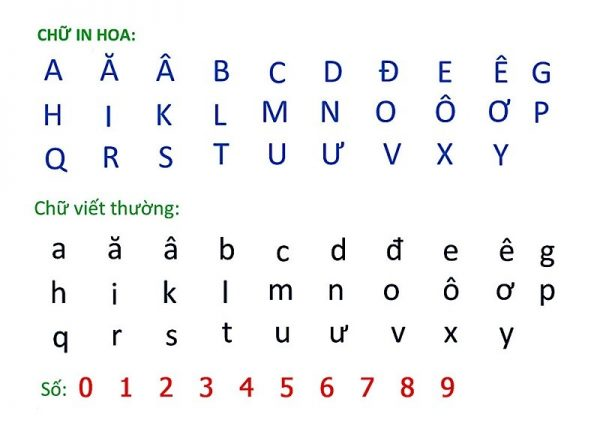 CHỮ IN HOA:
A Ă Â B C D Đ E Ê G
H I K L M N O Ô Ơ P
Q R S T U Ư V X Y
Chữ viết thường:
a ă â b c d đ e ê g
h i k l m n o ô ơ p
q r s t u ư v x y
Số: 0 1 2 3 4 5 6 7 8 9